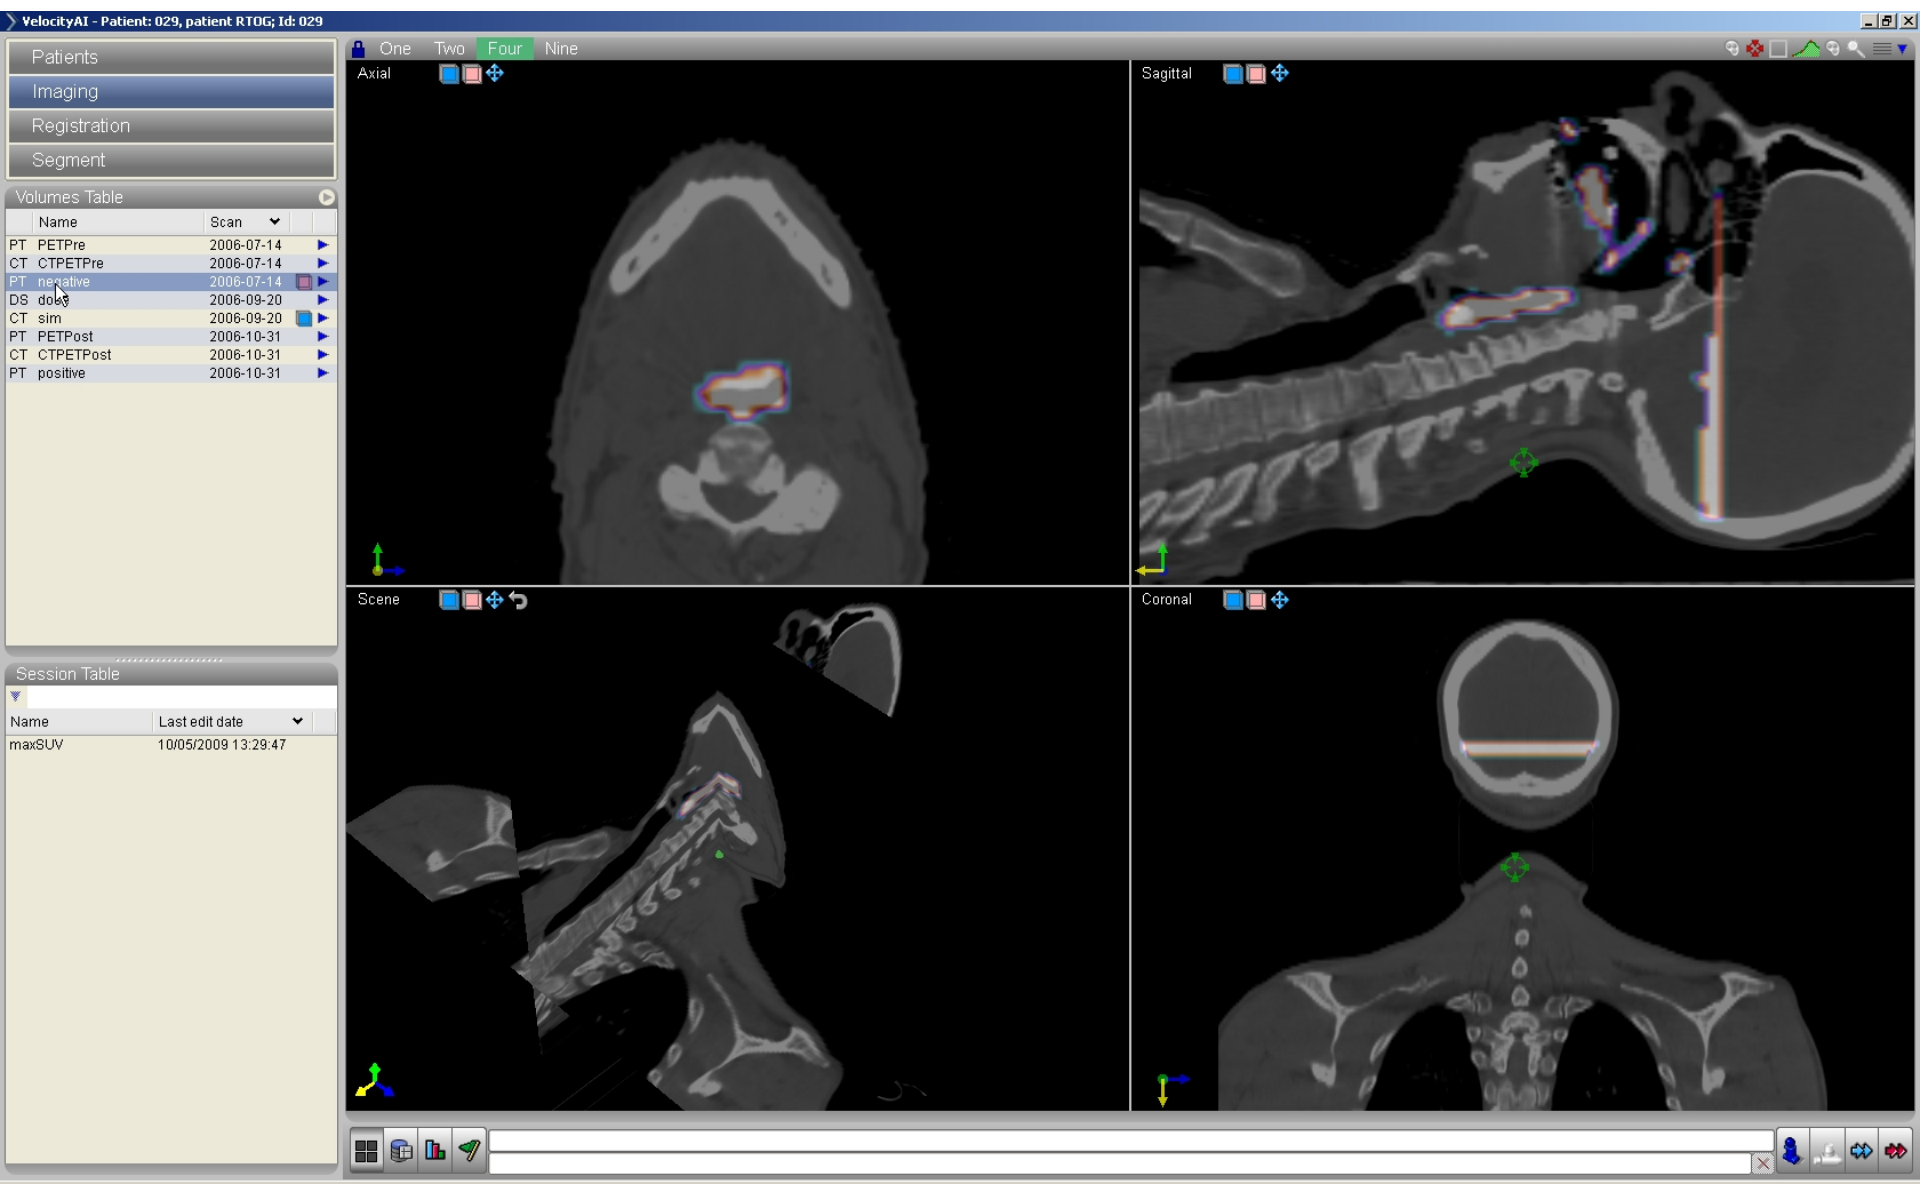 VelocityAI - Patient: 029, patient RTOG; Id: 029
Patients
Imaging
Registration
Segment
Volumes Table
Name Scan
PT PETPre 2006-07-14
CT CTPETPre 2006-07-14
PT negative 2006-07-14
DS dose 2006-09-20
CT sim 2006-09-20
PT PETPost 2006-10-31
CT CTPETPost 2006-10-31
PT positive 2006-10-31
Session Table
Name Last edit date
maxSUV 10/05/2009 13:29:47
One Two Four Nine
Axial
Sagittal
Scene
Coronal